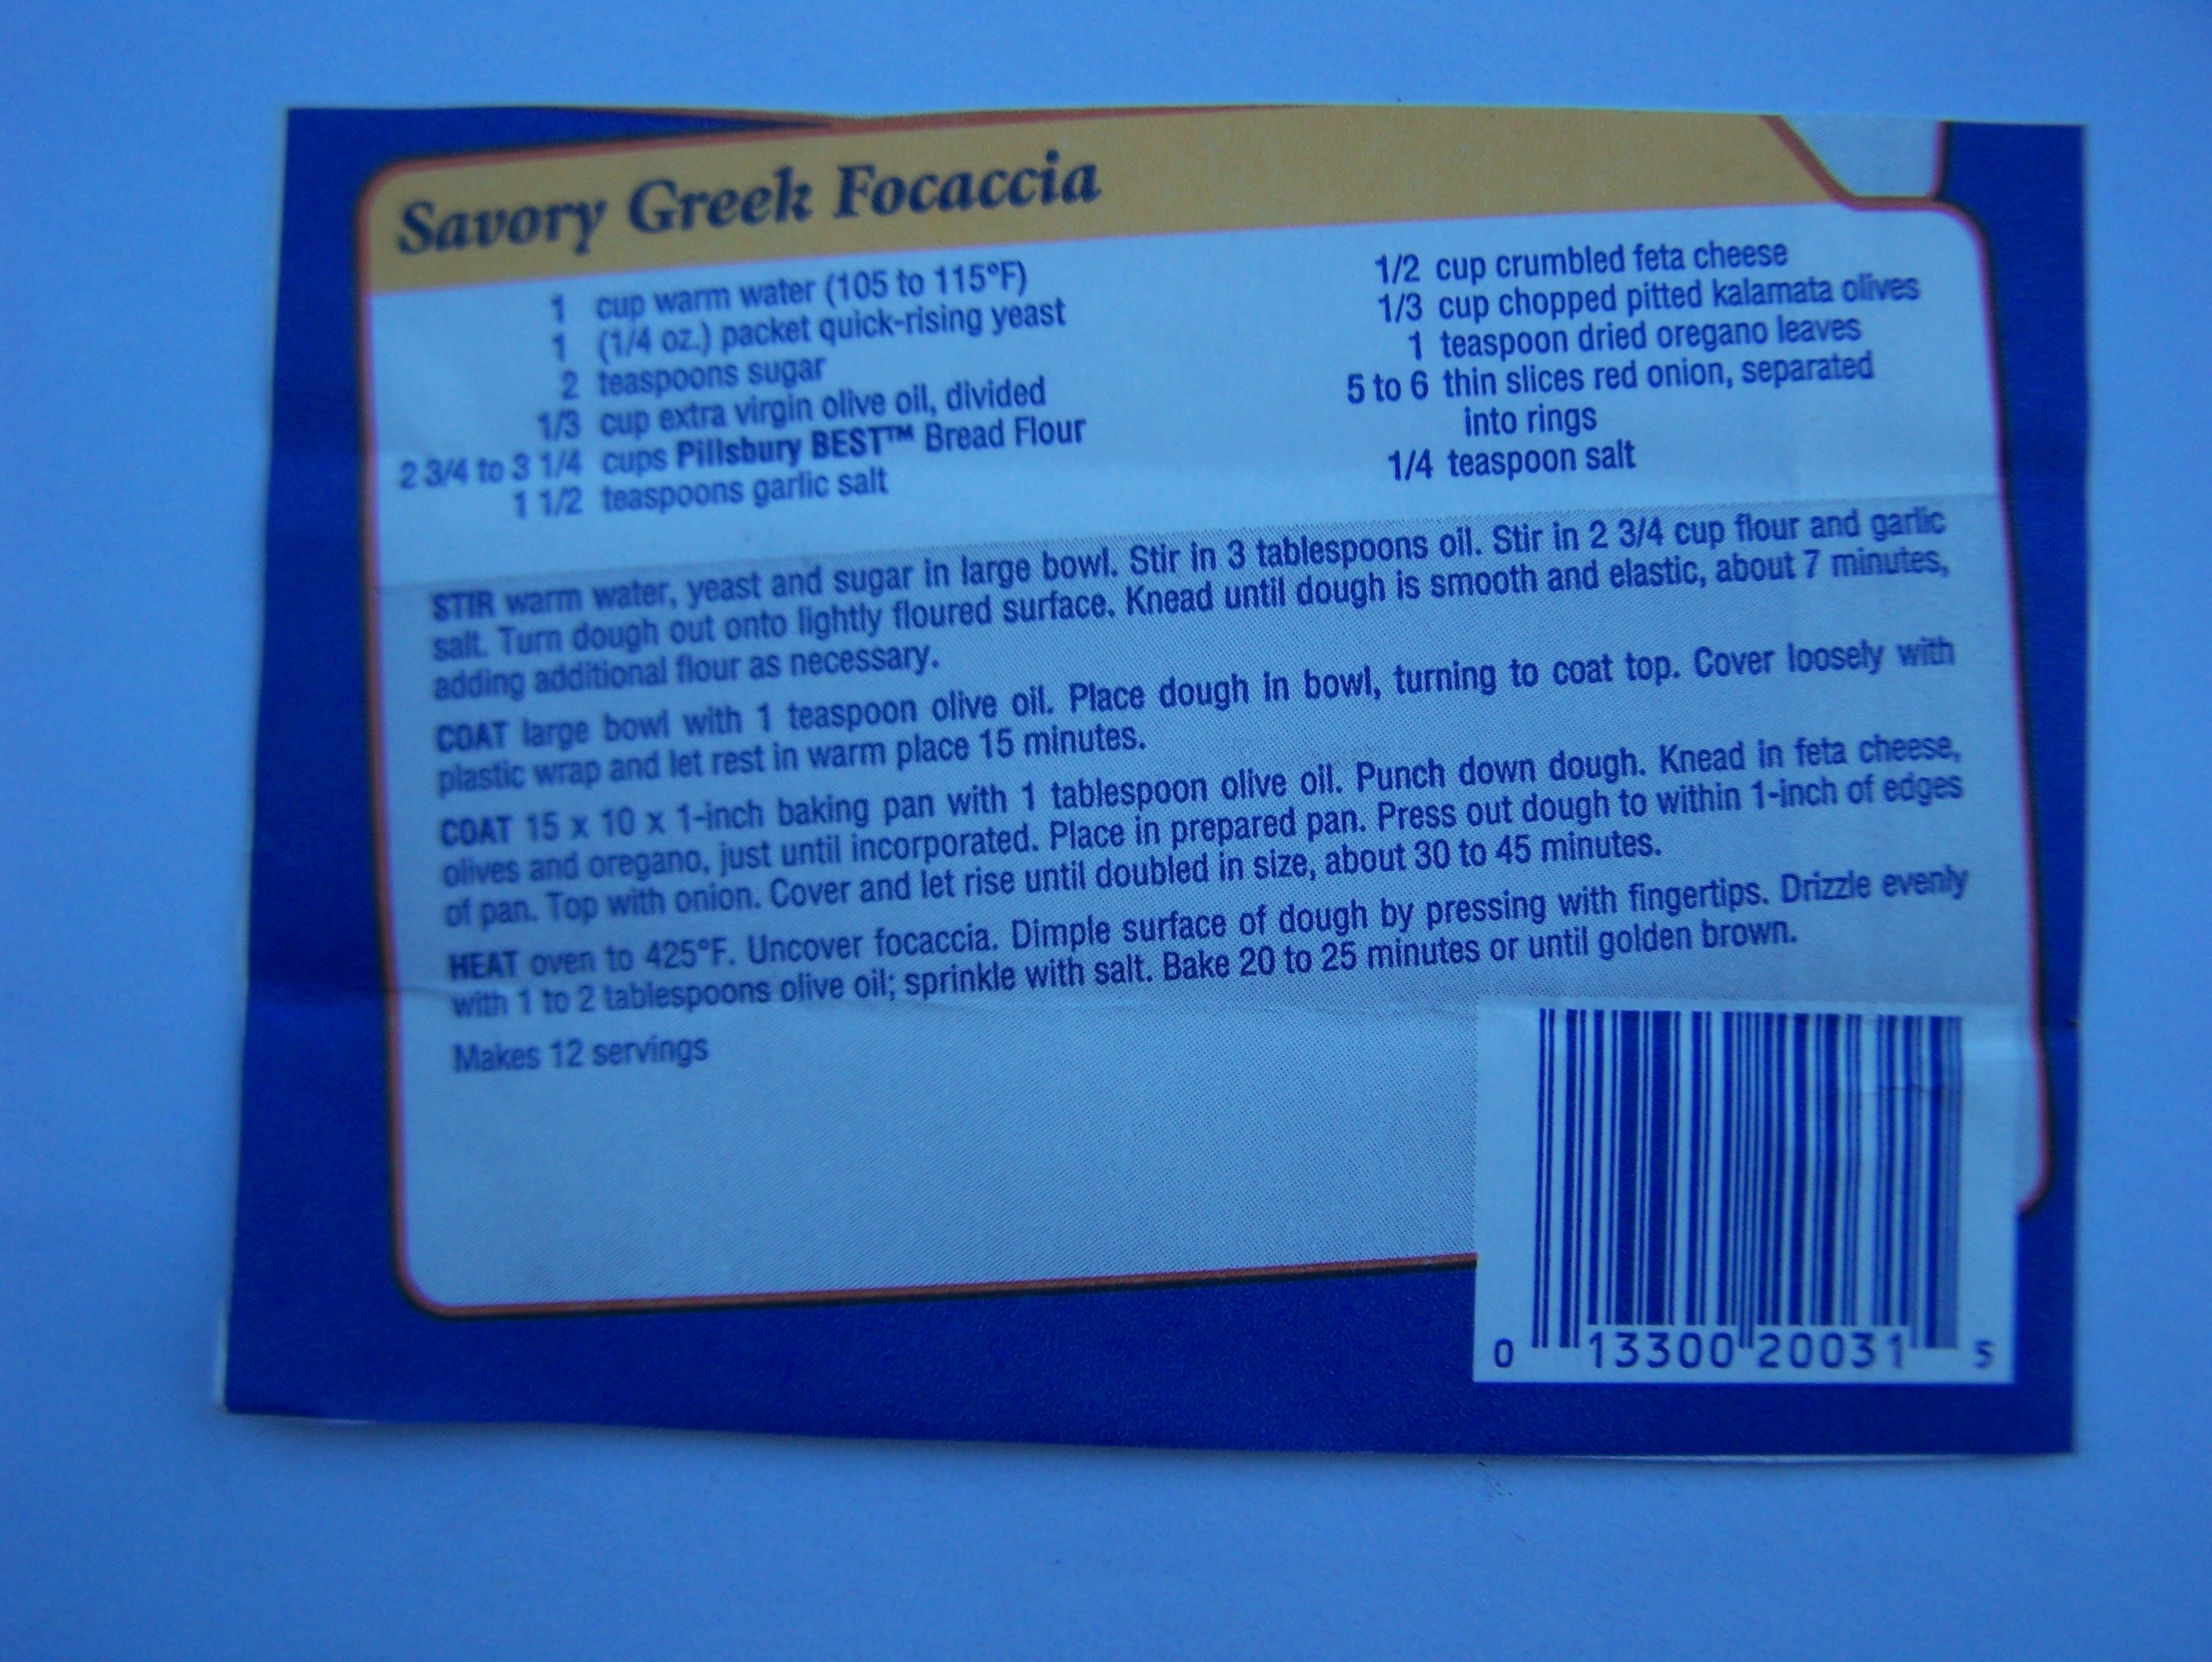 Savory Greek Focaccia
1 cup warm water (105 to 115°F)
1 (1/4 oz.) packet quick-rising yeast
2 teaspoons sugar
1/3 cup extra virgin olive oil, divided
2 3/4 to 3 1/4 cups Pillsbury BEST™ Bread Flour
1 1/2 teaspoons garlic salt
1/2 cup crumbled feta cheese
1/3 cup chopped pitted kalamata olives
1 teaspoon dried oregano leaves
5 to 6 thin slices red onion, separated
into rings
1/4 teaspoon salt
STIR warm water, yeast and sugar in large bowl. Stir in 3 tablespoons oil. Stir in 2 3/4 cup flour and garlic
salt. Turn dough out onto lightly floured surface. Knead until dough is smooth and elastic, about 7 minutes,
adding additional flour as necessary.
COAT large bowl with 1 teaspoon olive oil. Place dough in bowl, turning to coat top. Cover loosely with
plastic wrap and let rest in warm place 15 minutes.
COAT 15 x 10 x 1-inch baking pan with 1 tablespoon olive oil. Punch down dough. Knead in feta cheese,
olives and oregano, just until incorporated. Place in prepared pan. Press out dough to within 1-inch of edges
of pan. Top with onion. Cover and let rise until doubled in size, about 30 to 45 minutes.
HEAT oven to 425°F. Uncover focaccia. Dimple surface of dough by pressing with fingertips. Drizzle evenly
with 1 to 2 tablespoons olive oil; sprinkle with salt. Bake 20 to 25 minutes or until golden brown.
Makes 12 servings
0 13300 20031 5